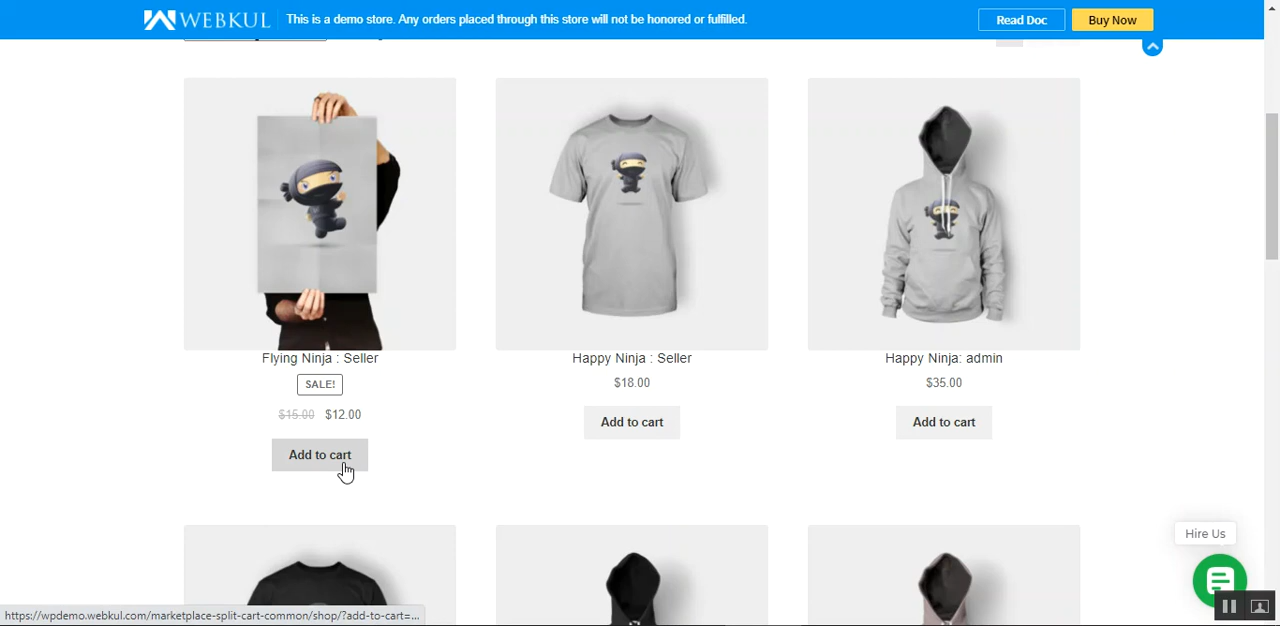 WEBKUL
This is a demo store. Any orders placed through this store will not be honored or fulfilled.
Read Doc
Buy Now
Flying Ninja : Seller
Happy Ninja : Seller
Happy Ninja: admin
SALE!
$18.00
$35.00
$15.00 $12.00
Add to cart
Add to cart
Add to cart
Hire Us
https://wpdemo.webkul.com/marketplace-split-cart-common/shop/?add-to-cart=...